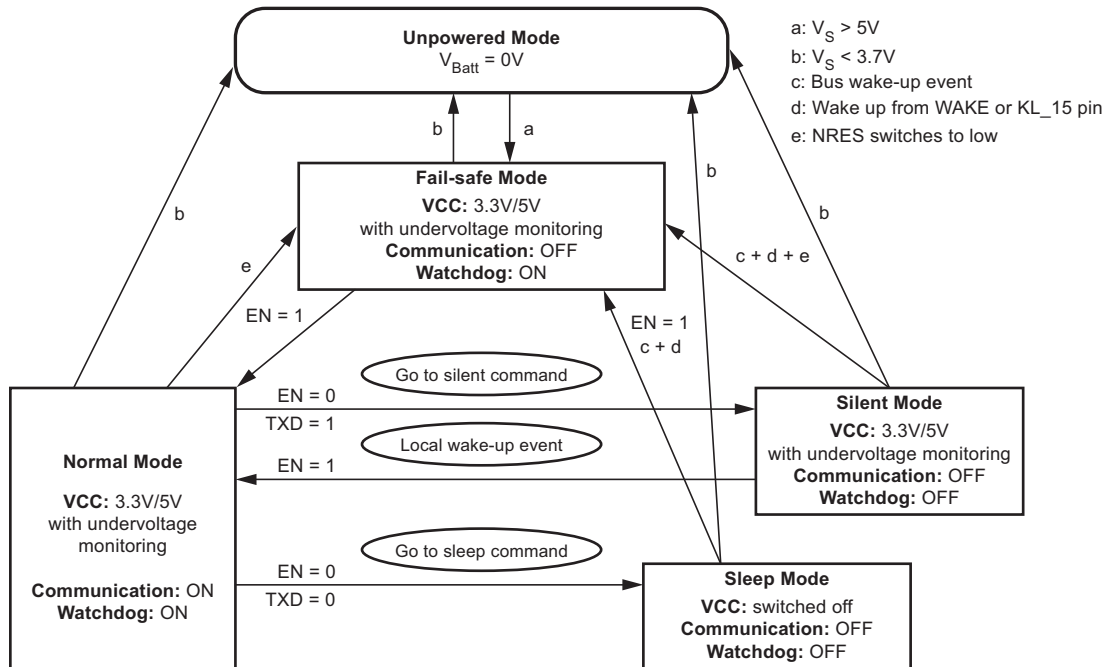 Unpowered Mode
V_Batt = 0V
a: V_S > 5V
b: V_S < 3.7V
c: Bus wake-up event
d: Wake up from WAKE or KL_15 pin
e: NRES switches to low
b
a
b
b
b
Fail-safe Mode
VCC: 3.3V/5V
with undervoltage monitoring
Communication: OFF
Watchdog: ON
e
EN = 1
c + d + e
EN = 1
c + d
Go to silent command
EN = 0
TXD = 1
Local wake-up event
EN = 1
Go to sleep command
EN = 0
TXD = 0
Normal Mode
VCC: 3.3V/5V
with undervoltage
monitoring
Communication: ON
Watchdog: ON
Silent Mode
VCC: 3.3V/5V
with undervoltage monitoring
Communication: OFF
Watchdog: OFF
Sleep Mode
VCC: switched off
Communication: OFF
Watchdog: OFF